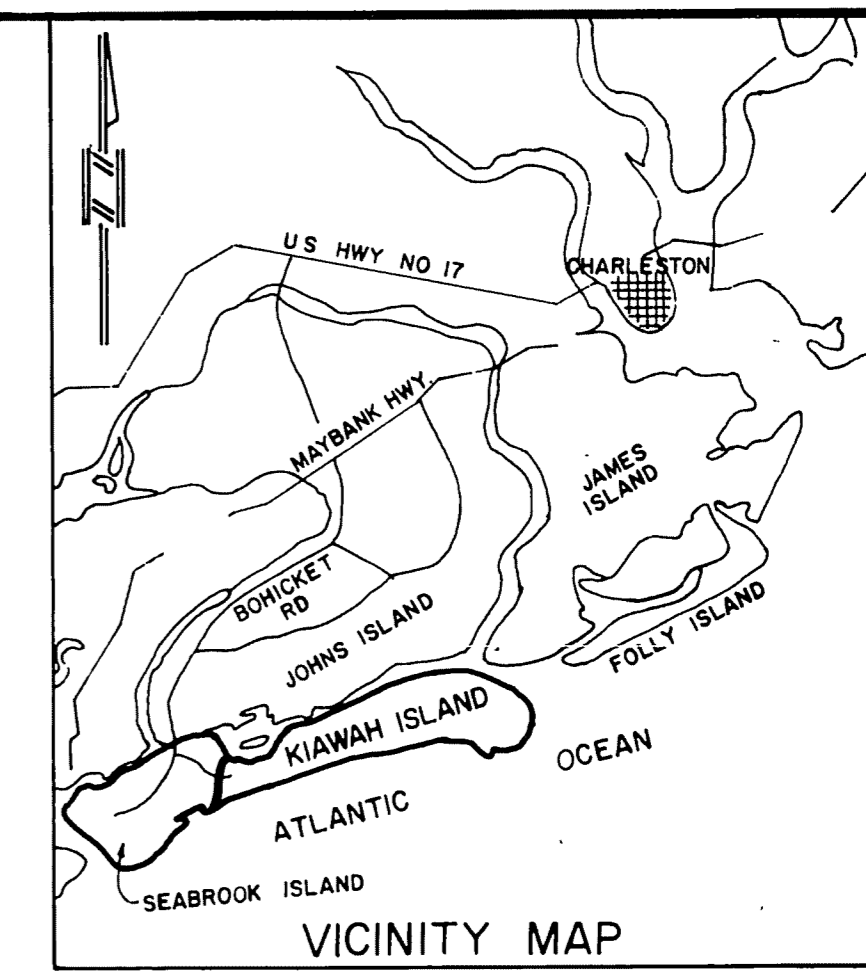 US HWY NO 17
CHARLESTON
MAYBANK HWY.
JAMES
ISLAND
BOHICKET
RD
JOHNS ISLAND
FOLLY ISLAND
KIAWAH ISLAND
OCEAN
ATLANTIC
SEABROOK ISLAND
VICINITY MAP